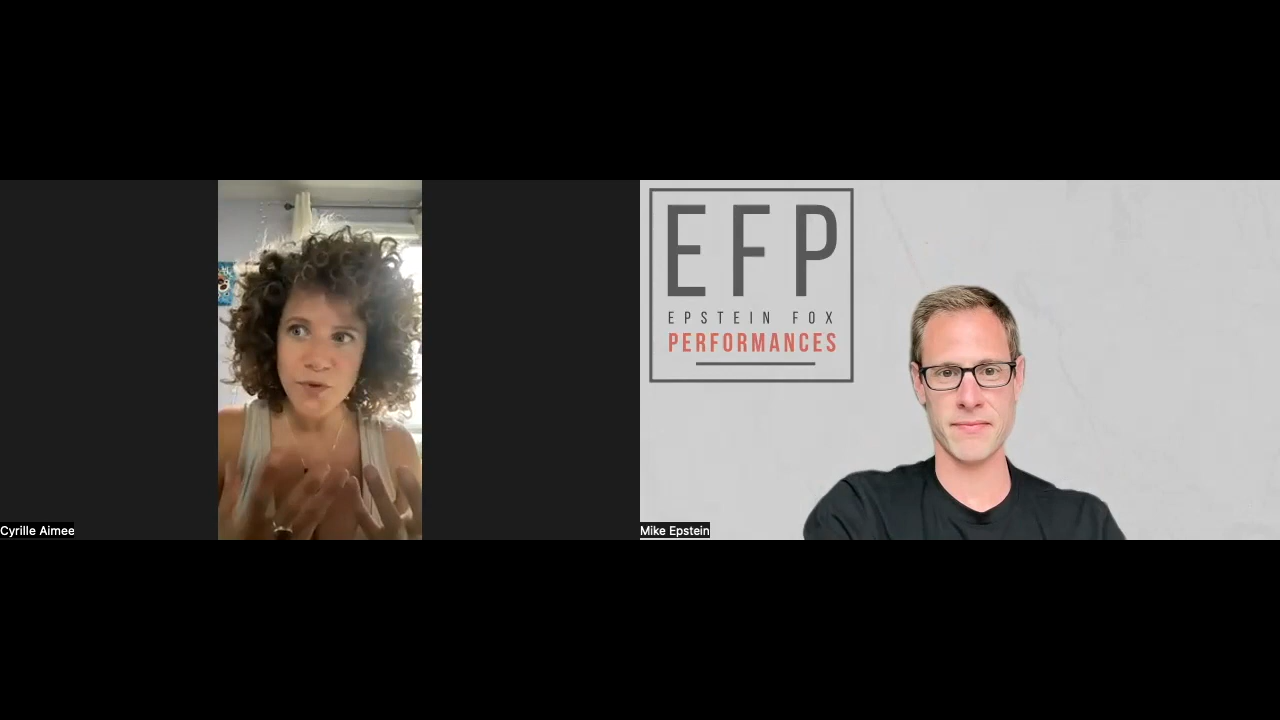 EFP
EPSTEIN FOX
PERFORMANCES
Cyrille Aimee
Mike Epstein